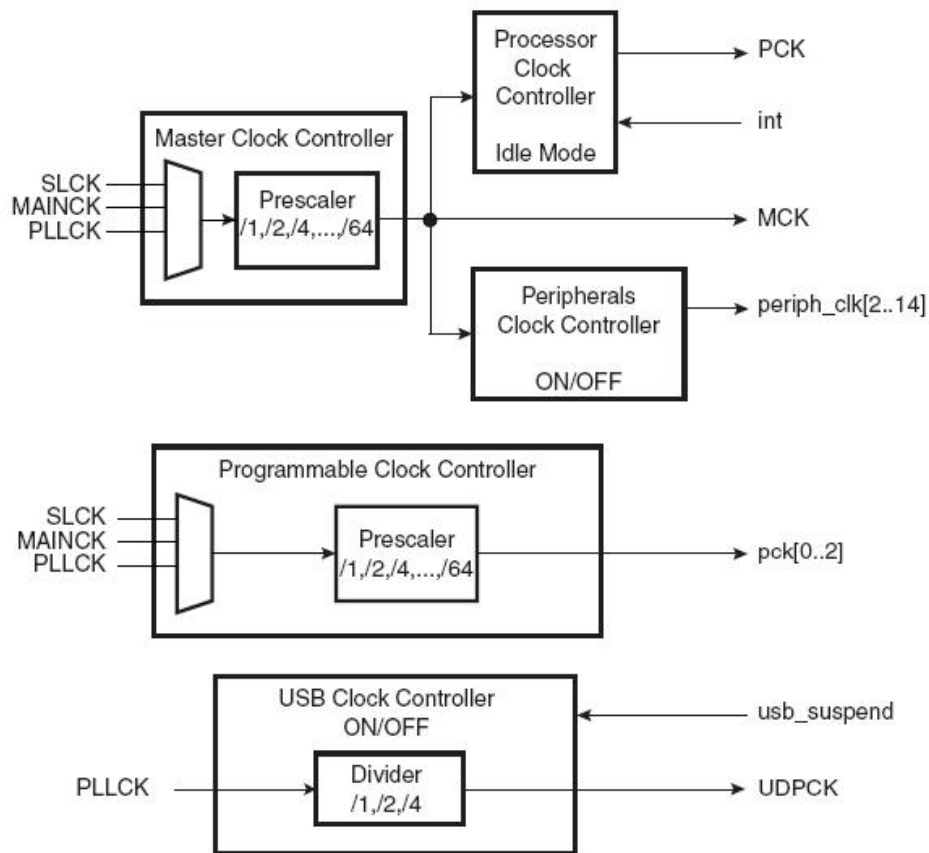 Processor
Clock
Controller
Idle Mode
PCK
int
Master Clock Controller
SLCK
MAINCK
PLLCK
Prescaler
/1,/2,/4,...,/64
MCK
Peripherals
Clock Controller
ON/OFF
periph_clk[2..14]
Programmable Clock Controller
SLCK
MAINCK
PLLCK
Prescaler
/1,/2,/4,...,/64
pck[0..2]
USB Clock Controller
ON/OFF
usb_suspend
PLLCK
Divider
/1,/2,/4
UDPCK